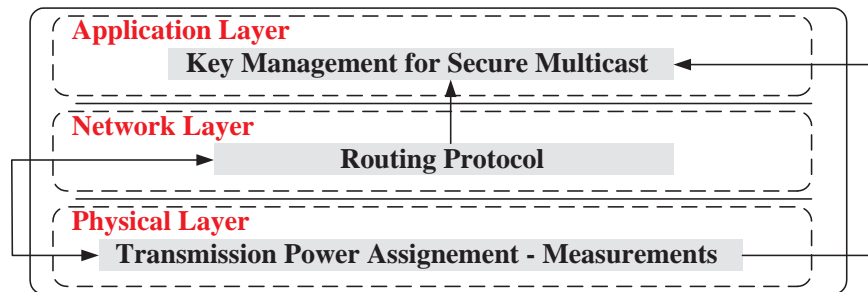 Application Layer
Key Management for Secure Multicast
Network Layer
Routing Protocol
Physical Layer
Transmission Power Assignement - Measurements